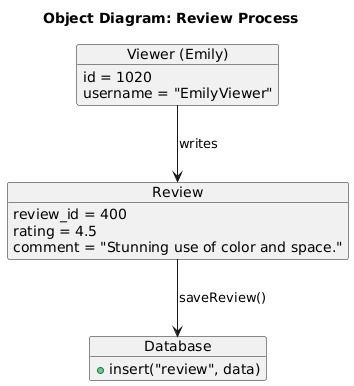 Object Diagram: Review Process
Viewer (Emily)
id = 1020
username = "EmilyViewer"
writes
Review
review_id = 400
rating = 4.5
comment = "Stunning use of color and space."
saveReview()
Database
insert("review", data)